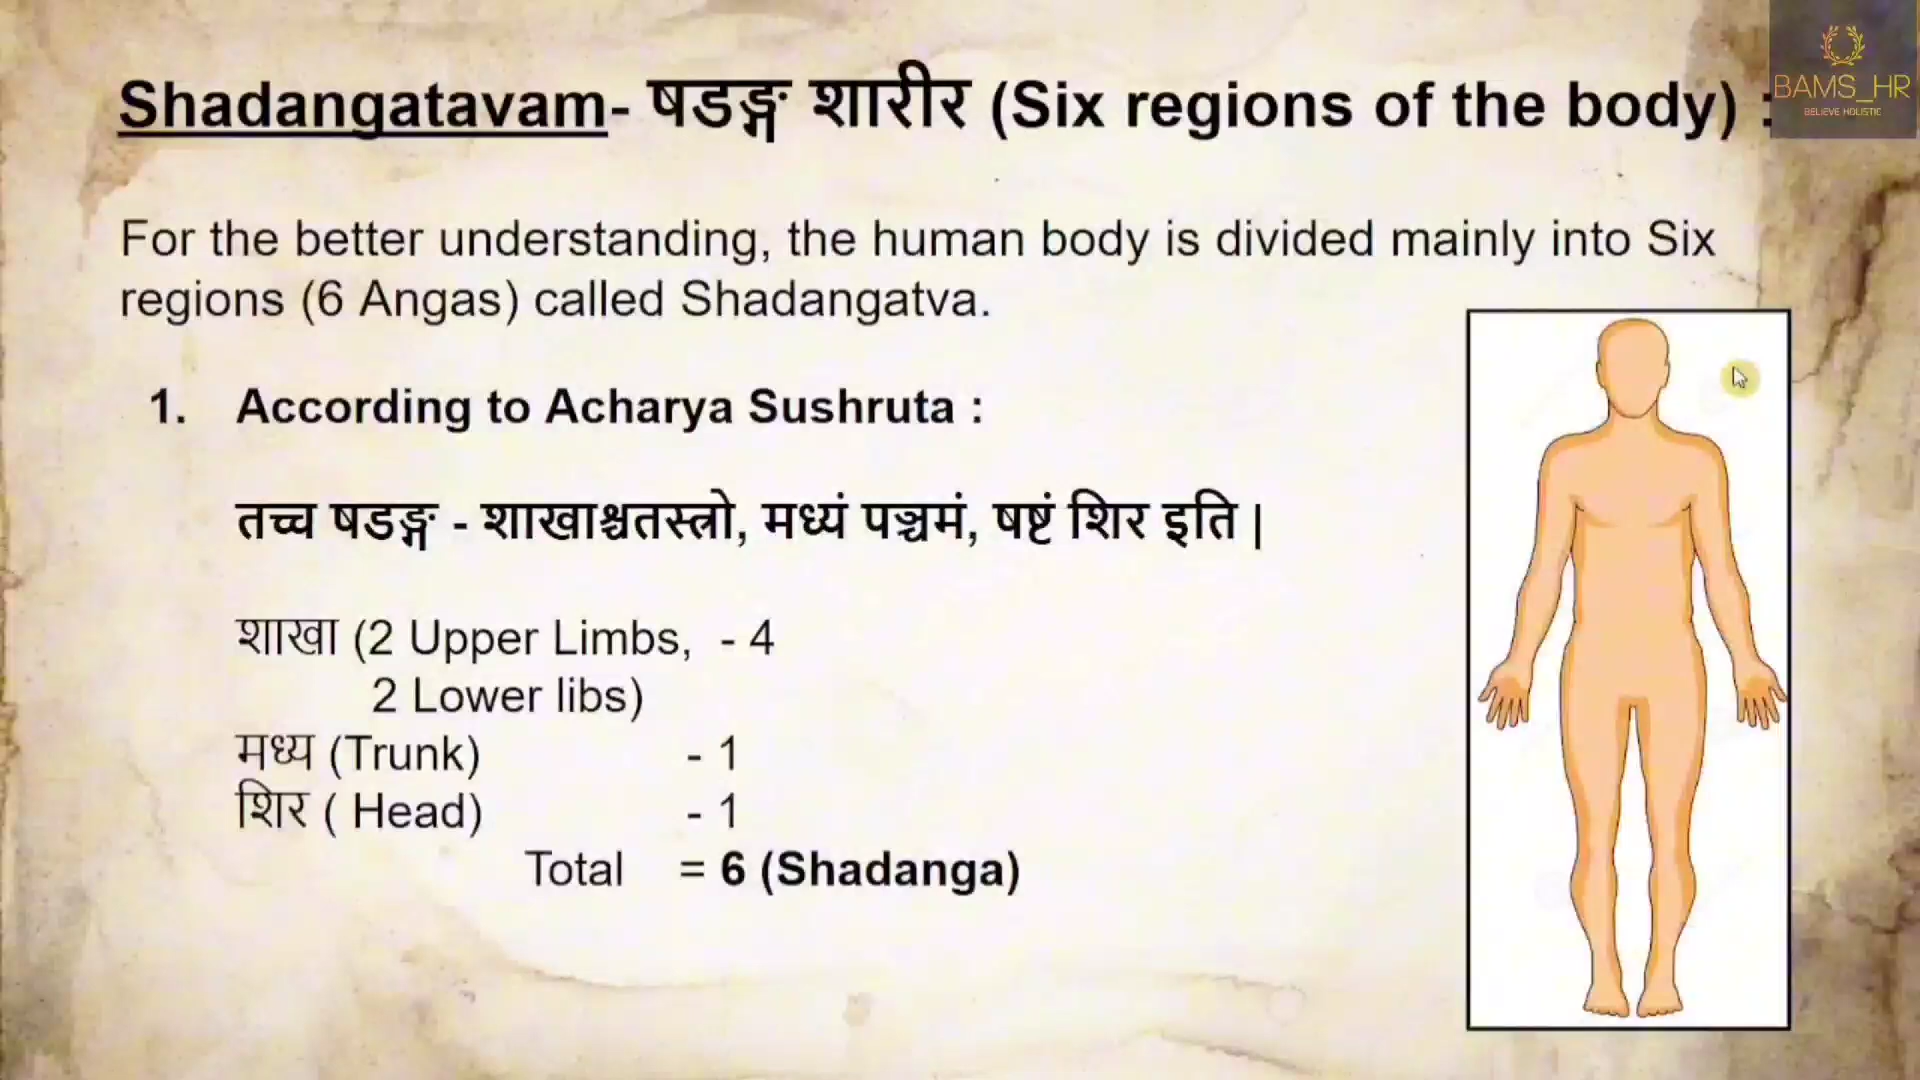 Shadangatavam- षडङ्ग शारीर (Six regions of the body) :
BAMS_HR
BELIEVE HOLISTIC
For the better understanding, the human body is divided mainly into Six
regions (6 Angas) called Shadangatva.
1. According to Acharya Sushruta :
तच्च षडङ्ग - शाखाश्चतस्त्रो, मध्यं पञ्चमं, षष्टं शिर इति |
शाखा (2 Upper Limbs, - 4
2 Lower libs)
मध्य (Trunk) - 1
शिर ( Head) - 1
Total = 6 (Shadanga)